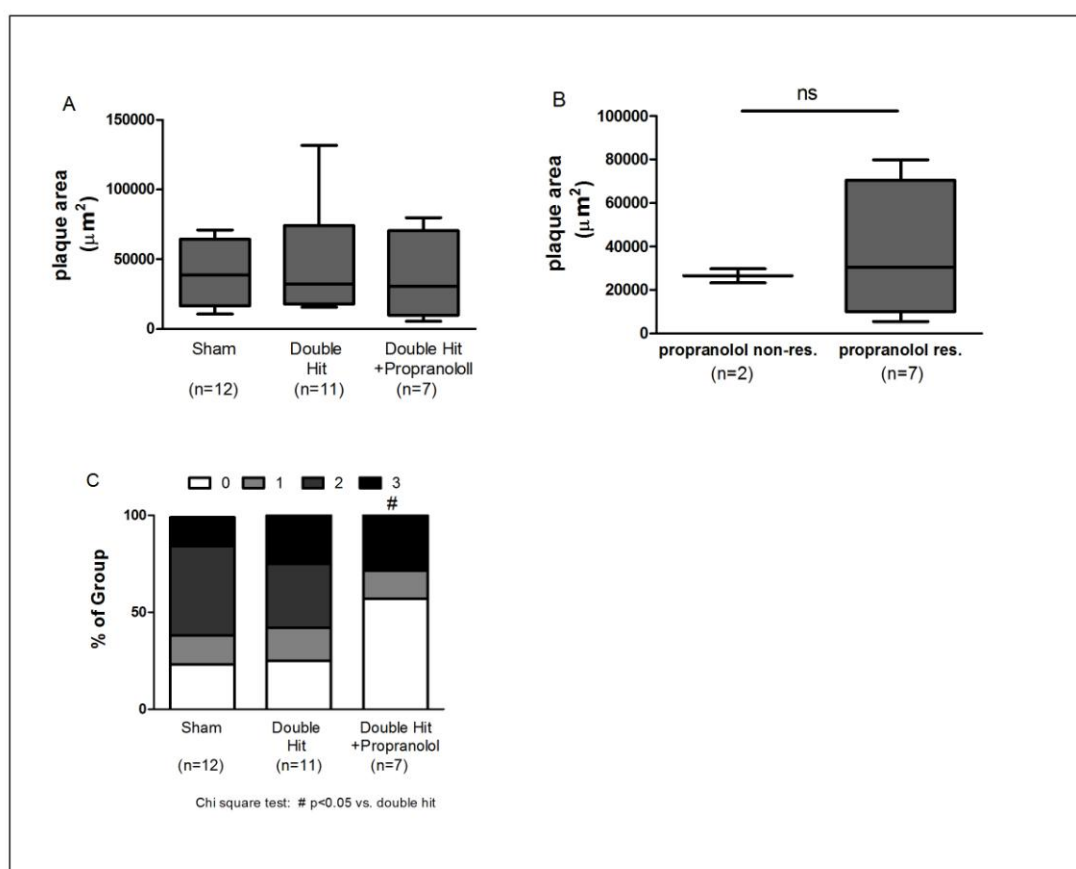 A
150000
100000
50000
0
plaque area
(μm²)
Sham
(n=12)
Double
Hit
(n=11)
Double Hit
+Propranololl
(n=7)
B
ns
100000
80000
60000
40000
20000
0
plaque area
(μm²)
propranolol non-res.
(n=2)
propranolol res.
(n=7)
C
0 1 2 3
#
100
50
0
% of Group
Sham
(n=12)
Double
Hit
(n=11)
Double Hit
+Propranolol
(n=7)
Chi square test: # p<0.05 vs. double hit